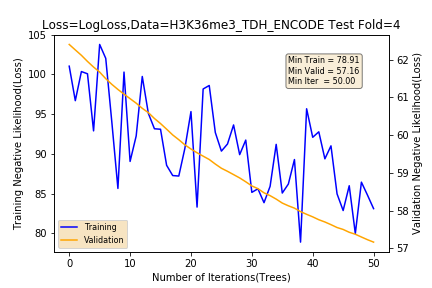 Loss=LogLoss,Data=H3K36me3_TDH_ENCODE Test Fold=4
Training Negative Likelihood(Loss)
105
100
95
90
85
80
Min Train = 78.91
Min Valid = 57.16
Min Iter = 50.00
Training
Validation
62
61
60
59
58
57
Validation Negative Likelihood(Loss)
0
10
20
30
40
50
Number of Iterations(Trees)